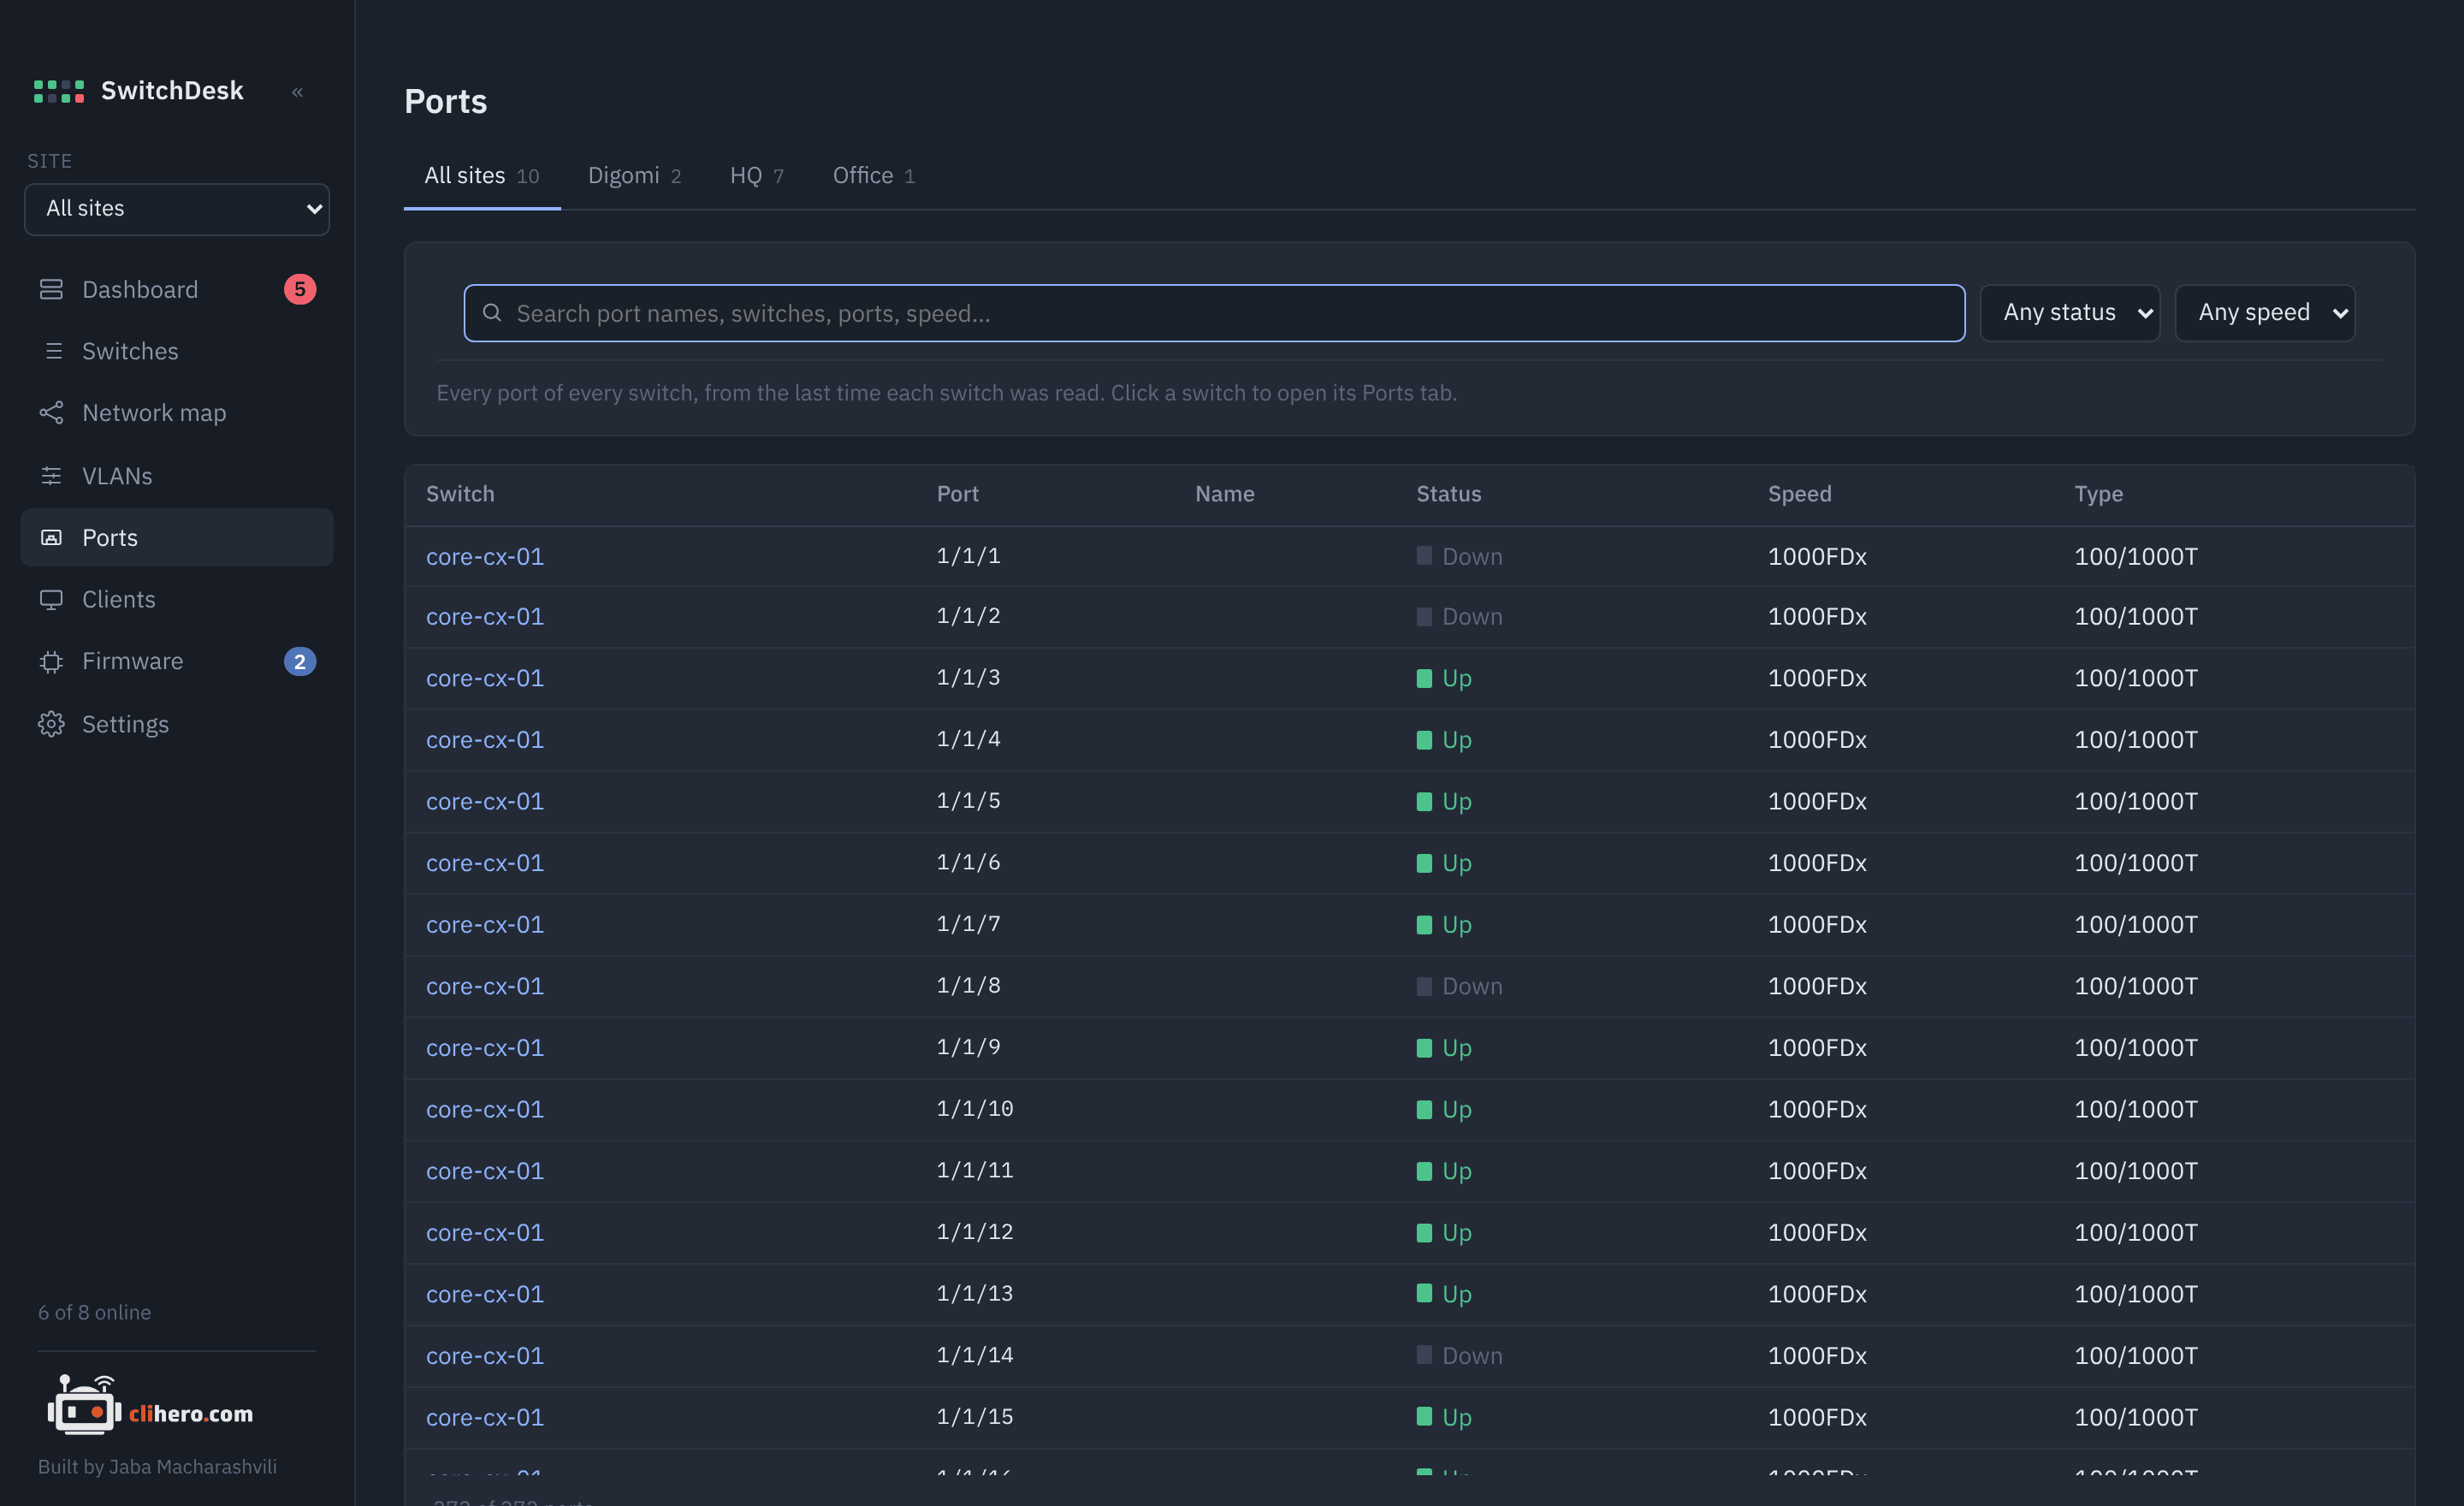 SwitchDesk «
SITE
All sites
Dashboard 5
Switches
Network map
VLANs
Ports
Clients
Firmware 2
Settings
6 of 8 online
clihero.com
Built by Jaba Macharashvili
Ports
All sites 10 Digomi 2 HQ 7 Office 1
Search port names, switches, ports, speed... Any status Any speed
Every port of every switch, from the last time each switch was read. Click a switch to open its Ports tab.
Switch Port Name Status Speed Type
core-cx-01 1/1/1 Down 1000FDx 100/1000T
core-cx-01 1/1/2 Down 1000FDx 100/1000T
core-cx-01 1/1/3 Up 1000FDx 100/1000T
core-cx-01 1/1/4 Up 1000FDx 100/1000T
core-cx-01 1/1/5 Up 1000FDx 100/1000T
core-cx-01 1/1/6 Up 1000FDx 100/1000T
core-cx-01 1/1/7 Up 1000FDx 100/1000T
core-cx-01 1/1/8 Down 1000FDx 100/1000T
core-cx-01 1/1/9 Up 1000FDx 100/1000T
core-cx-01 1/1/10 Up 1000FDx 100/1000T
core-cx-01 1/1/11 Up 1000FDx 100/1000T
core-cx-01 1/1/12 Up 1000FDx 100/1000T
core-cx-01 1/1/13 Up 1000FDx 100/1000T
core-cx-01 1/1/14 Down 1000FDx 100/1000T
core-cx-01 1/1/15 Up 1000FDx 100/1000T